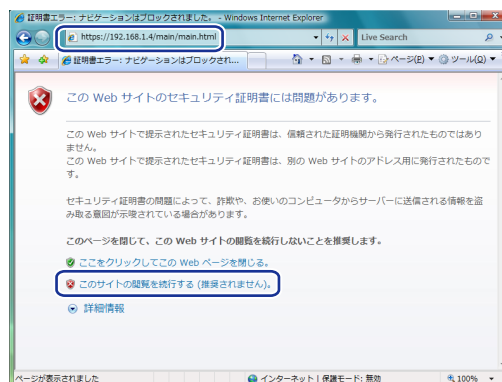 証明書エラー: ナビゲーションはブロックされました。 - Windows Internet Explorer
https://192.168.1.4/main/main.html
Live Search
証明書エラー: ナビゲーションはブロックされ...
ページ(P) ツール(O)
この Web サイトのセキュリティ証明書には問題があります。
この Web サイトで提示されたセキュリティ証明書は、信頼された証明機関から発行されたものではあり
ません。
この Web サイトで提示されたセキュリティ証明書は、別の Web サイトのアドレス用に発行されたもので
す。
セキュリティ証明書の問題によって、詐欺や、お使いのコンピュータからサーバーに送信される情報を盗
み取る意図が示唆されている場合があります。
このページを閉じて、この Web サイトの閲覧を続行しないことを推奨します。
ここをクリックしてこの Web ページを閉じる。
このサイトの閲覧を続行する (推奨されません)。
詳細情報
ページが表示されました
インターネット | 保護モード: 無効
100%